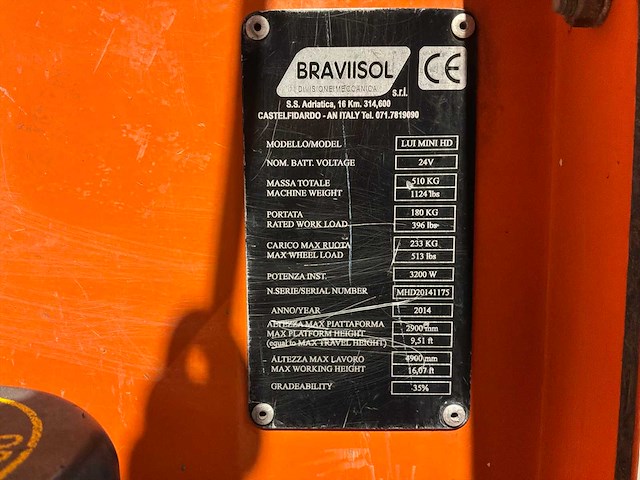 BRAVIISOL
DIVISIONE MECCANICA
s.r.l.
CE
S.S. Adriatica, 16 Km. 314,600
CASTELFIDARDO - AN ITALY Tel. 071.7819090
MODELLO/MODEL LUI MINI HD
NOM. BATT. VOLTAGE 24V
MASSA TOTALE 510 KG
MACHINE WEIGHT 1124 lbs
PORTATA 180 KG
RATED WORK LOAD 396 lbs
CARICO MAX RUOTA 233 KG
MAX WHEEL LOAD 513 lbs
POTENZA INST. 3200 W
N.SERIE/SERIAL NUMBER MHD20141175
ANNO/YEAR 2014
ALTEZZA MAX PIATTAFORMA 2900 mm
MAX PLATFORM HEIGHT
(equal to MAX TRAVEL HEIGHT) 9,51 ft
ALTEZZA MAX LAVORO 4900 mm
MAX WORKING HEIGHT 16,07 ft
GRADEABILITY 35%